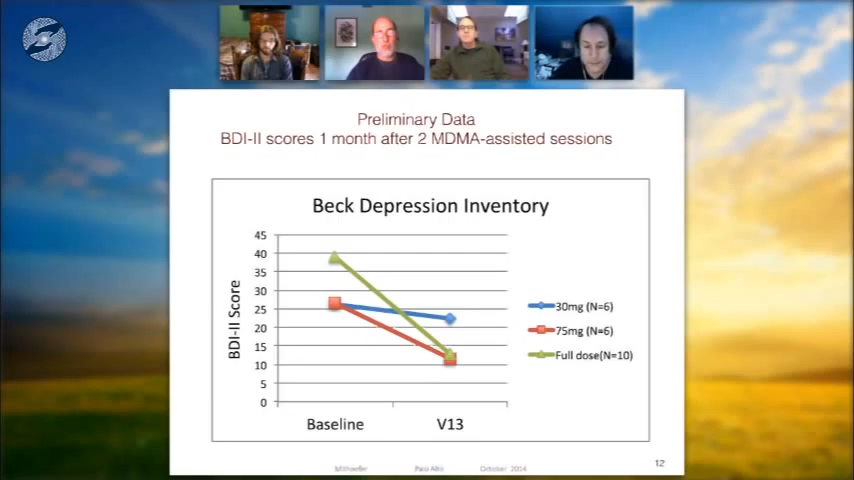 Preliminary Data
BDI-II scores 1 month after 2 MDMA-assisted sessions
Beck Depression Inventory
45
40
35
30
25
20
15
10
5
0
BDI-II Score
Baseline
V13
30mg (N=6)
75mg (N=6)
Full dose(N=10)
Mithoefer Palo Alto October, 2014
12